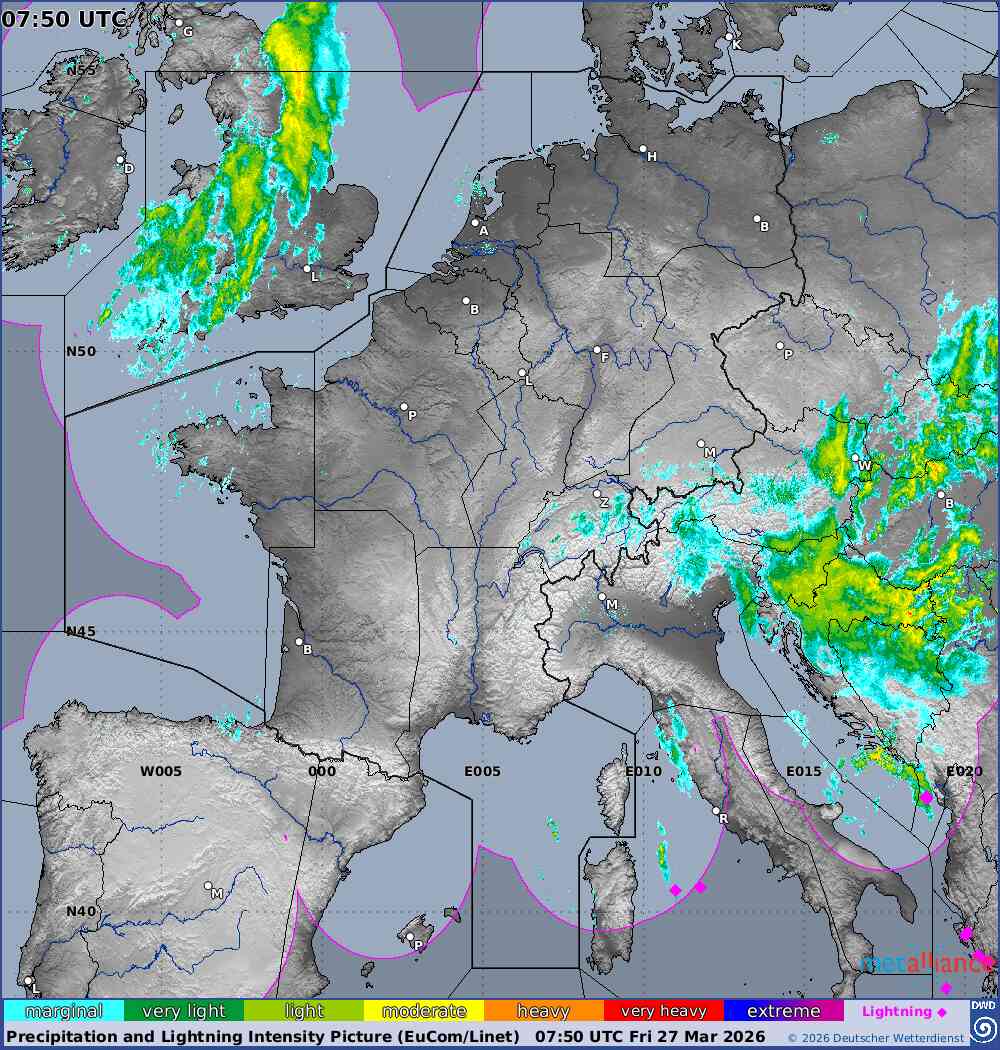 07:50 UTC
G
K
N55
H
D
B
A
L
B
N50
P
F
L
P
M
W
Z
B
M
N45
B
W005
000
E005
E010
E015
E020
R
M
N40
P
metalliance
L
marginal very light light moderate heavy very heavy extreme Lightning
DWD
Precipitation and Lightning Intensity Picture (EuCom/Linet) 07:50 UTC Fri 27 Mar 2026 © 2026 Deutscher Wetterdienst